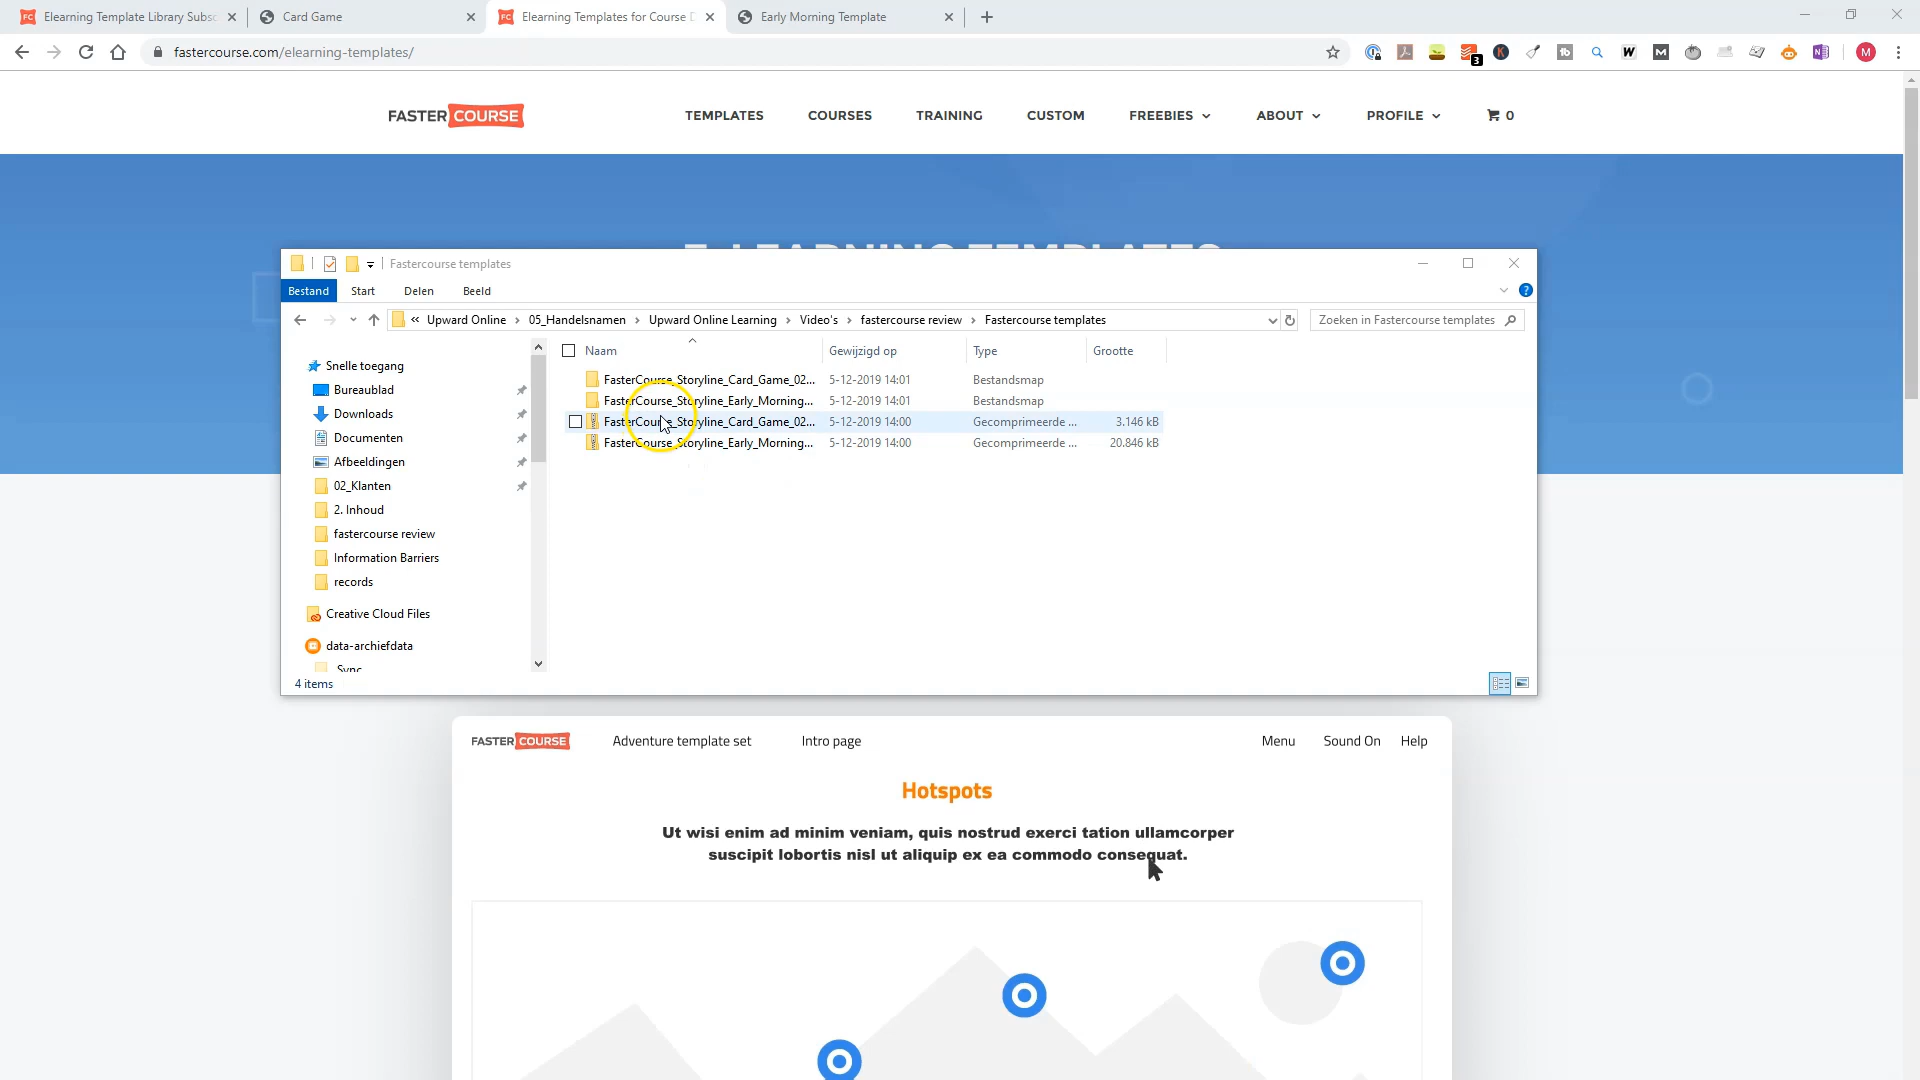 Elearning Template Library Subsc
Card Game
Elearning Templates for Course D
Early Morning Template
fastercourse.com/elearning-templates/
3
M
FASTER COURSE
TEMPLATES
COURSES
TRAINING
CUSTOM
FREEBIES
ABOUT
PROFILE
0
Fastercourse templates
Bestand
Start
Delen
Beeld
« Upward Online › 05_Handelsnamen › Upward Online Learning › Video's › fastercourse review › Fastercourse templates
Zoeken in Fastercourse templates
Naam
Gewijzigd op
Type
Grootte
FasterCourse_Storyline_Card_Game_02... 5-12-2019 14:01 Bestandsmap
FasterCourse_Storyline_Early_Morning... 5-12-2019 14:01 Bestandsmap
FasterCourse_Storyline_Card_Game_02... 5-12-2019 14:00 Gecomprimeerde ... 3.146 kB
FasterCourse_Storyline_Early_Morning... 5-12-2019 14:00 Gecomprimeerde ... 20.846 kB
Snelle toegang
Bureaublad
Downloads
Documenten
Afbeeldingen
02_Klanten
2. Inhoud
fastercourse review
Information Barriers
records
Creative Cloud Files
data-archiefdata
Sync
4 items
FASTER COURSE
Adventure template set
Intro page
Menu
Sound On
Help
Hotspots
Ut wisi enim ad minim veniam, quis nostrud exerci tation ullamcorper
suscipit lobortis nisl ut aliquip ex ea commodo consequat.